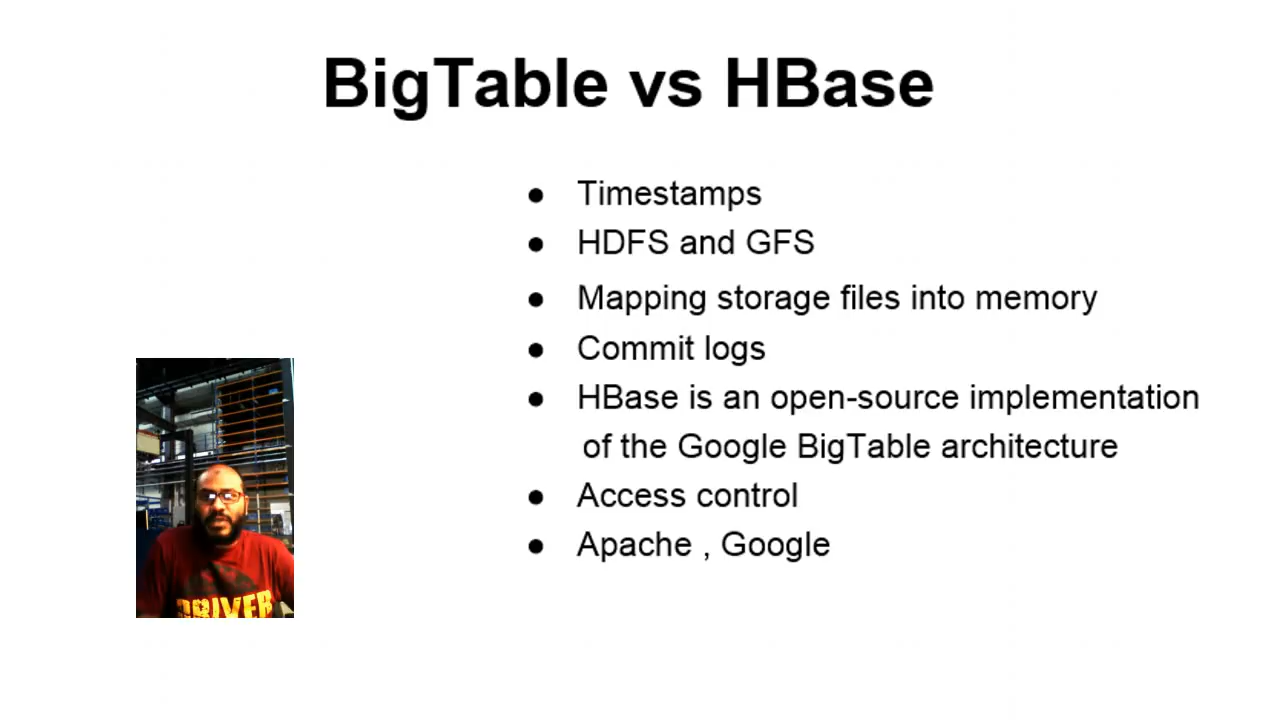 BigTable vs HBase
● Timestamps
● HDFS and GFS
● Mapping storage files into memory
● Commit logs
● HBase is an open-source implementation
of the Google BigTable architecture
● Access control
● Apache , Google
DRIVER